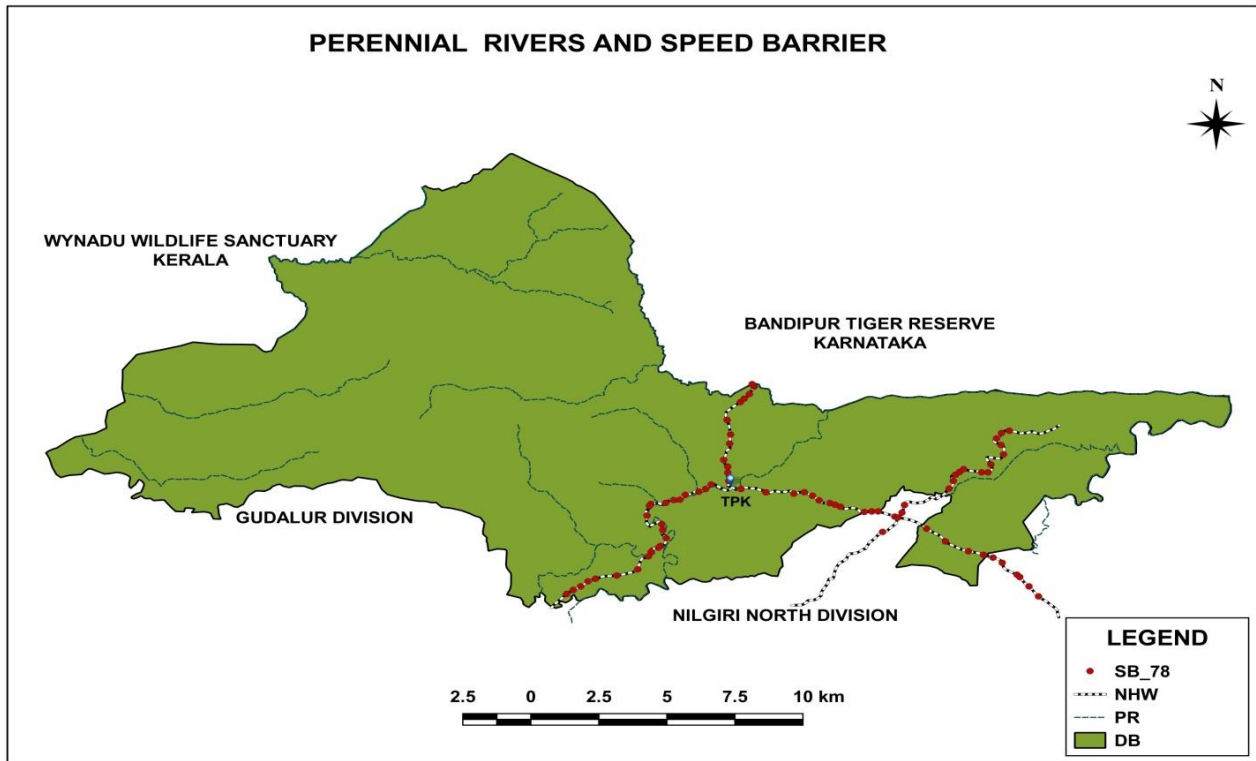 PERENNIAL RIVERS AND SPEED BARRIER
N
WYNADU WILDLIFE SANCTUARY
KERALA
BANDIPUR TIGER RESERVE
KARNATAKA
TPK
GUDALUR DIVISION
NILGIRI NORTH DIVISION
LEGEND
SB_78
NHW
PR
DB
2.5 0 2.5 5 7.5 10 km